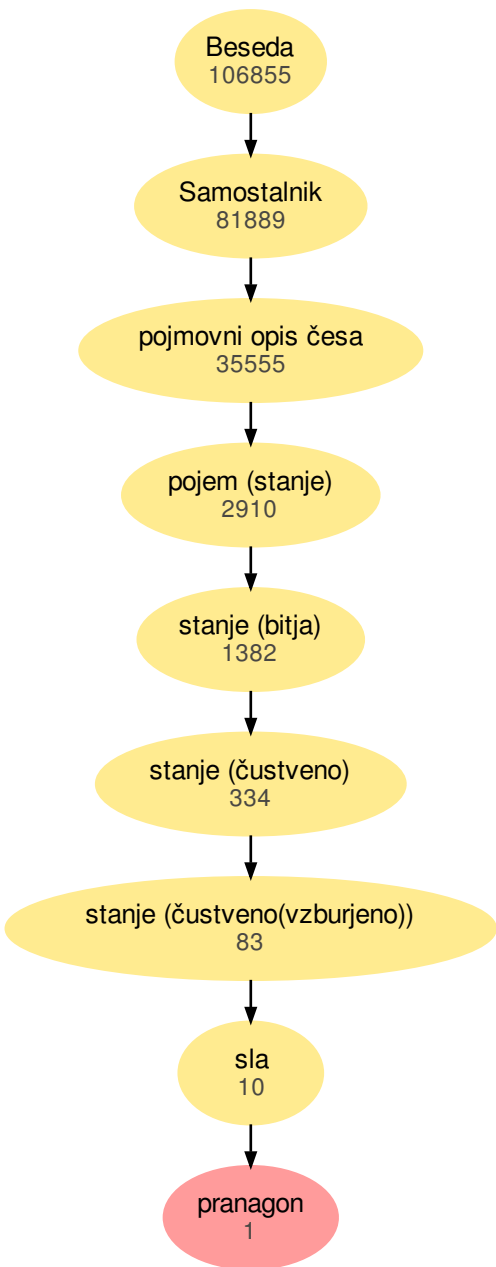 Beseda
106855
Samostalnik
81889
pojmovni opis česa
35555
pojem (stanje)
2910
stanje (bitja)
1382
stanje (čustveno)
334
stanje (čustveno(vzburjeno))
83
sla
10
pranagon
1